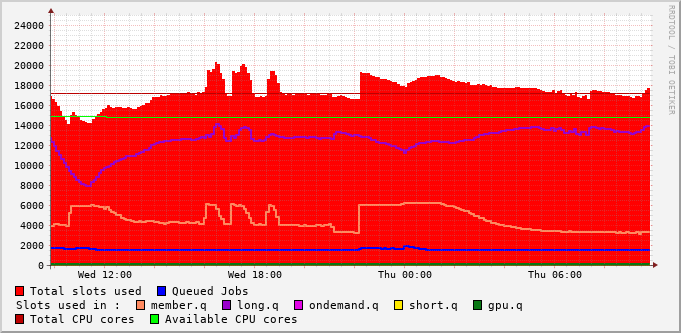 24000
22000
20000
18000
16000
14000
12000
10000
8000
6000
4000
2000
0
Wed 12:00 Wed 18:00 Thu 00:00 Thu 06:00
Total slots used Queued Jobs
Slots used in : member.q long.q ondemand.q short.q gpu.q
Total CPU cores Available CPU cores
RRDTOOL / TOBI OETIKER